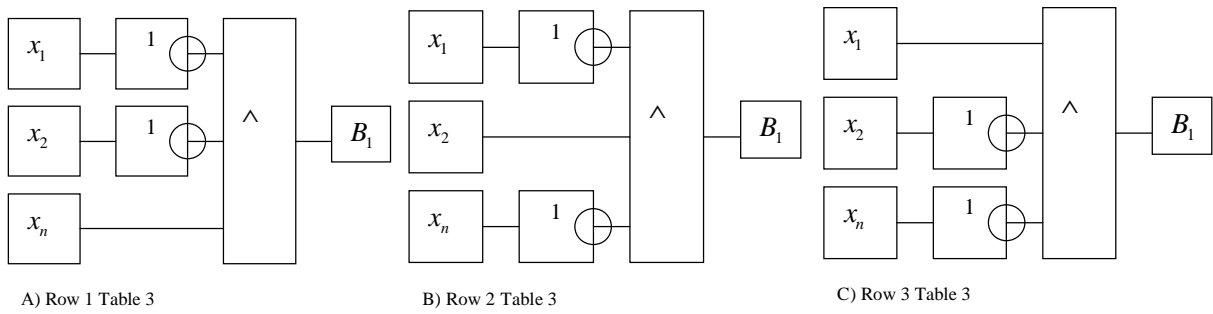 x₁ 1
x₂ 1 ^ B₁
xₙ
A) Row 1 Table 3
x₁ 1
x₂ ^ B₁
xₙ 1
B) Row 2 Table 3
x₁
x₂ 1 ^ B₁
xₙ 1
C) Row 3 Table 3